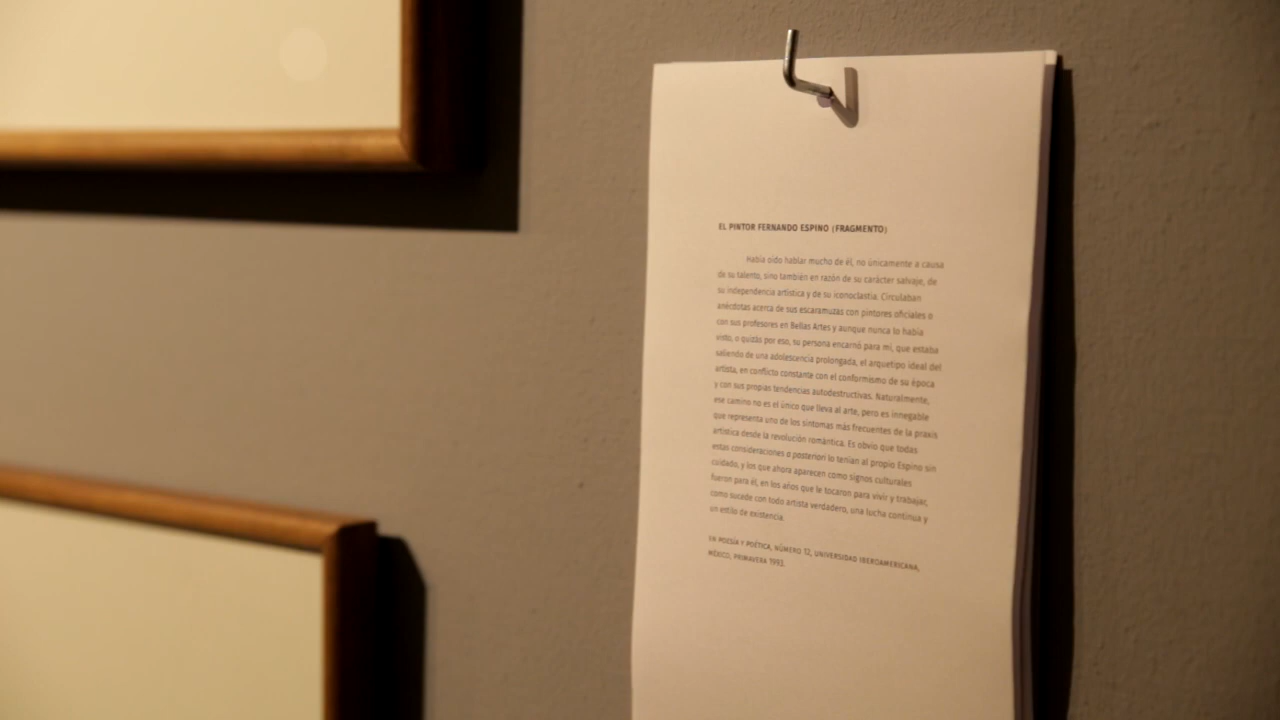 EL PINTOR FERNANDO ESPINO (FRAGMENTO)
Había oído hablar mucho de él, no únicamente a causa
de su talento, sino también en razón de su carácter salvaje, de
su independencia artística y de su iconoclastia. Circulaban
anécdotas acerca de sus escaramuzas con pintores oficiales o
con sus profesores en Bellas Artes y aunque nunca lo había
visto, o quizás por eso, su persona encarnó para mí, que estaba
saliendo de una adolescencia prolongada, el arquetipo ideal del
artista, en conflicto constante con el conformismo de su época
y con sus propias tendencias autodestructivas. Naturalmente,
ese camino no es el único que lleva al arte, pero es innegable
que representa uno de los síntomas más frecuentes de la praxis
artística desde la revolución romántica. Es obvio que todas
estas consideraciones a posteriori lo tenían al propio Espino sin
cuidado, y los que ahora aparecen como signos culturales
fueron para él, en los años que le tocaron para vivir y trabajar,
como sucede con todo artista verdadero, una lucha continua y
un estilo de existencia.
EN POESÍA Y POÉTICA, NÚMERO 12, UNIVERSIDAD IBEROAMERICANA,
MÉXICO, PRIMAVERA 1993.